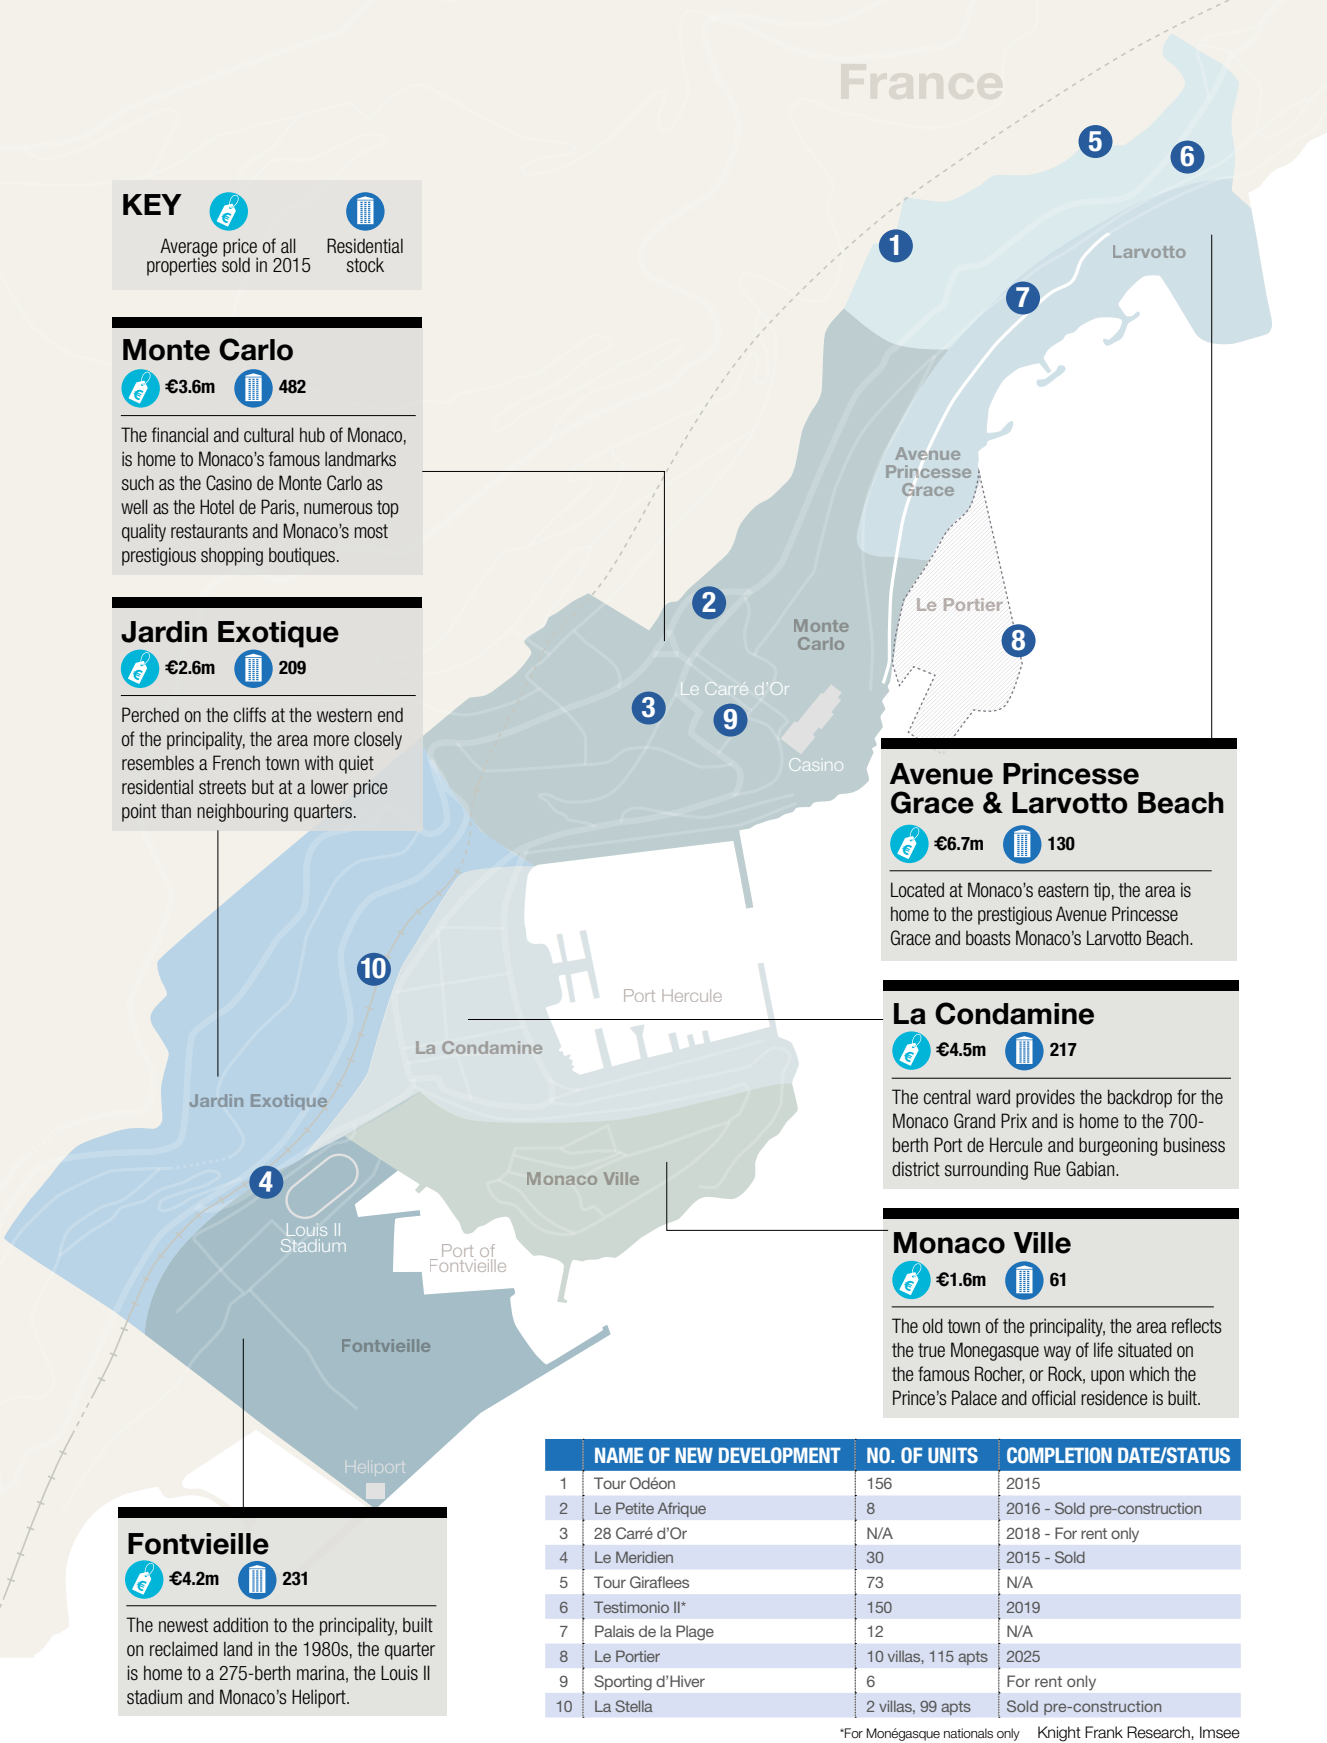 France
5
6
1
Larvotto
7
KEY
Average price of all
properties sold in 2015
Residential
stock
Monte Carlo
€3.6m 482
The financial and cultural hub of Monaco,
is home to Monaco's famous landmarks
such as the Casino de Monte Carlo as
well as the Hotel de Paris, numerous top
quality restaurants and Monaco's most
prestigious shopping boutiques.
Jardin Exotique
€2.6m 209
Perched on the cliffs at the western end
of the principality, the area more closely
resembles a French town with quiet
residential streets but at a lower price
point than neighbouring quarters.
Avenue
Princesse
Grace
Le Portier
8
2
Monte
Carlo
Le Carré d'Or
3
9
Casino
Avenue Princesse
Grace & Larvotto Beach
€6.7m 130
Located at Monaco's eastern tip, the area is
home to the prestigious Avenue Princesse
Grace and boasts Monaco's Larvotto Beach.
10
Port Hercule
La Condamine
Jardin Exotique
La Condamine
€4.5m 217
The central ward provides the backdrop for the
Monaco Grand Prix and is home to the 700-
berth Port de Hercule and burgeoning business
district surrounding Rue Gabian.
4
Monaco Ville
Louis II
Stadium
Port of
Fontvieille
Monaco Ville
€1.6m 61
The old town of the principality, the area reflects
the true Monegasque way of life situated on
the famous Rocher, or Rock, upon which the
Prince's Palace and official residence is built.
Fontvieille
Heliport
Fontvieille
€4.2m 231
The newest addition to the principality, built
on reclaimed land in the 1980s, the quarter
is home to a 275-berth marina, the Louis II
stadium and Monaco's Heliport.
NAME OF NEW DEVELOPMENT NO. OF UNITS COMPLETION DATE/STATUS
1 Tour Odéon 156 2015
2 Le Petite Afrique 8 2016 - Sold pre-construction
3 28 Carré d'Or N/A 2018 - For rent only
4 Le Meridien 30 2015 - Sold
5 Tour Giraflees 73 N/A
6 Testimonio II* 150 2019
7 Palais de la Plage 12 N/A
8 Le Portier 10 villas, 115 apts 2025
9 Sporting d'Hiver 6 For rent only
10 La Stella 2 villas, 99 apts Sold pre-construction
*For Monégasque nationals only Knight Frank Research, Imsee